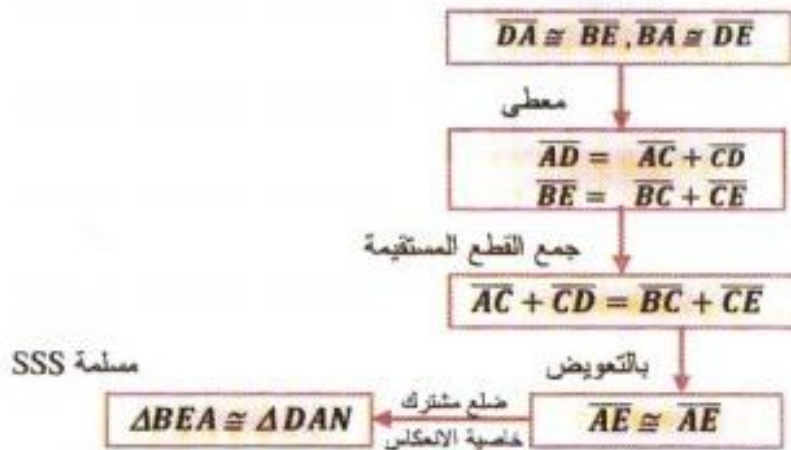 DA ≅ BE , BA ≅ DE
معطى
AD = AC + CD
BE = BC + CE
جمع القطع المستقيمة
AC + CD = BC + CE
بالتعويض
AE ≅ AE
ضلع مشترك
خاصية الانعكاس
مسلمة SSS
ΔBEA ≅ ΔDAN